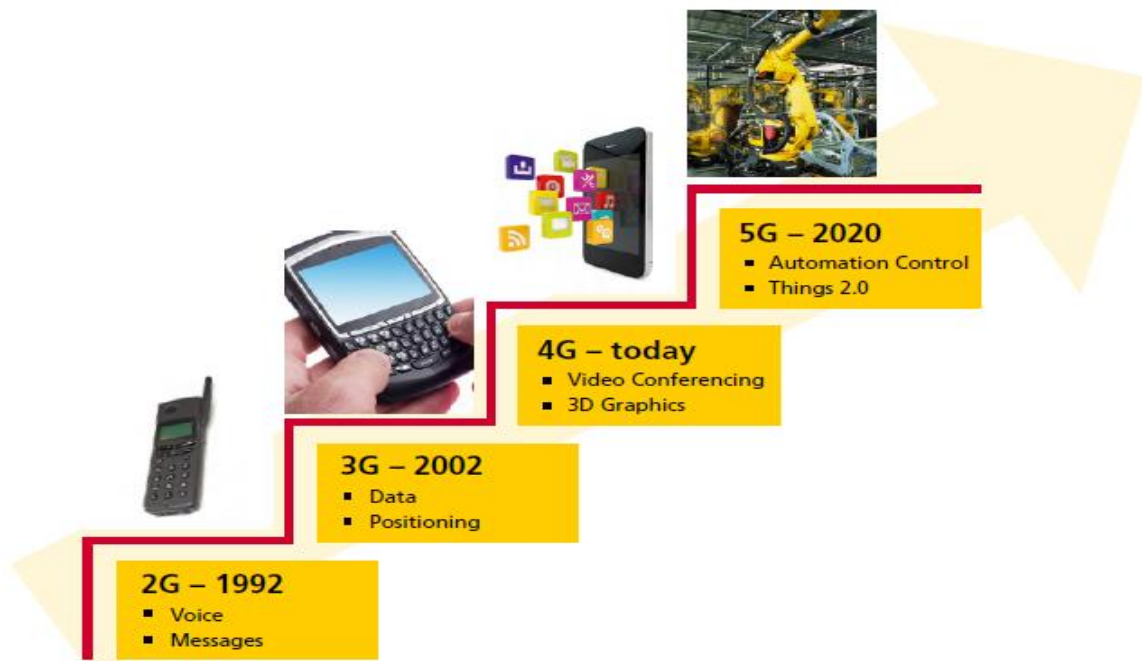 5G – 2020
▪ Automation Control
▪ Things 2.0
4G – today
▪ Video Conferencing
▪ 3D Graphics
3G – 2002
▪ Data
▪ Positioning
2G – 1992
▪ Voice
▪ Messages